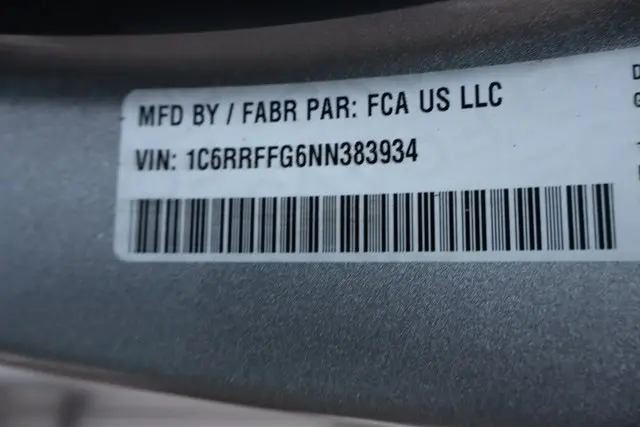 MFD BY / FABR PAR: FCA US LLC
VIN: 1C6RRFFG6NN383934